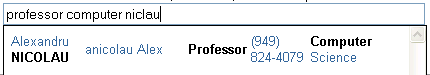 professor computer niclau
Alexandru NICOLAU anicolau Alex Professor (949) 824-4079 Computer Science